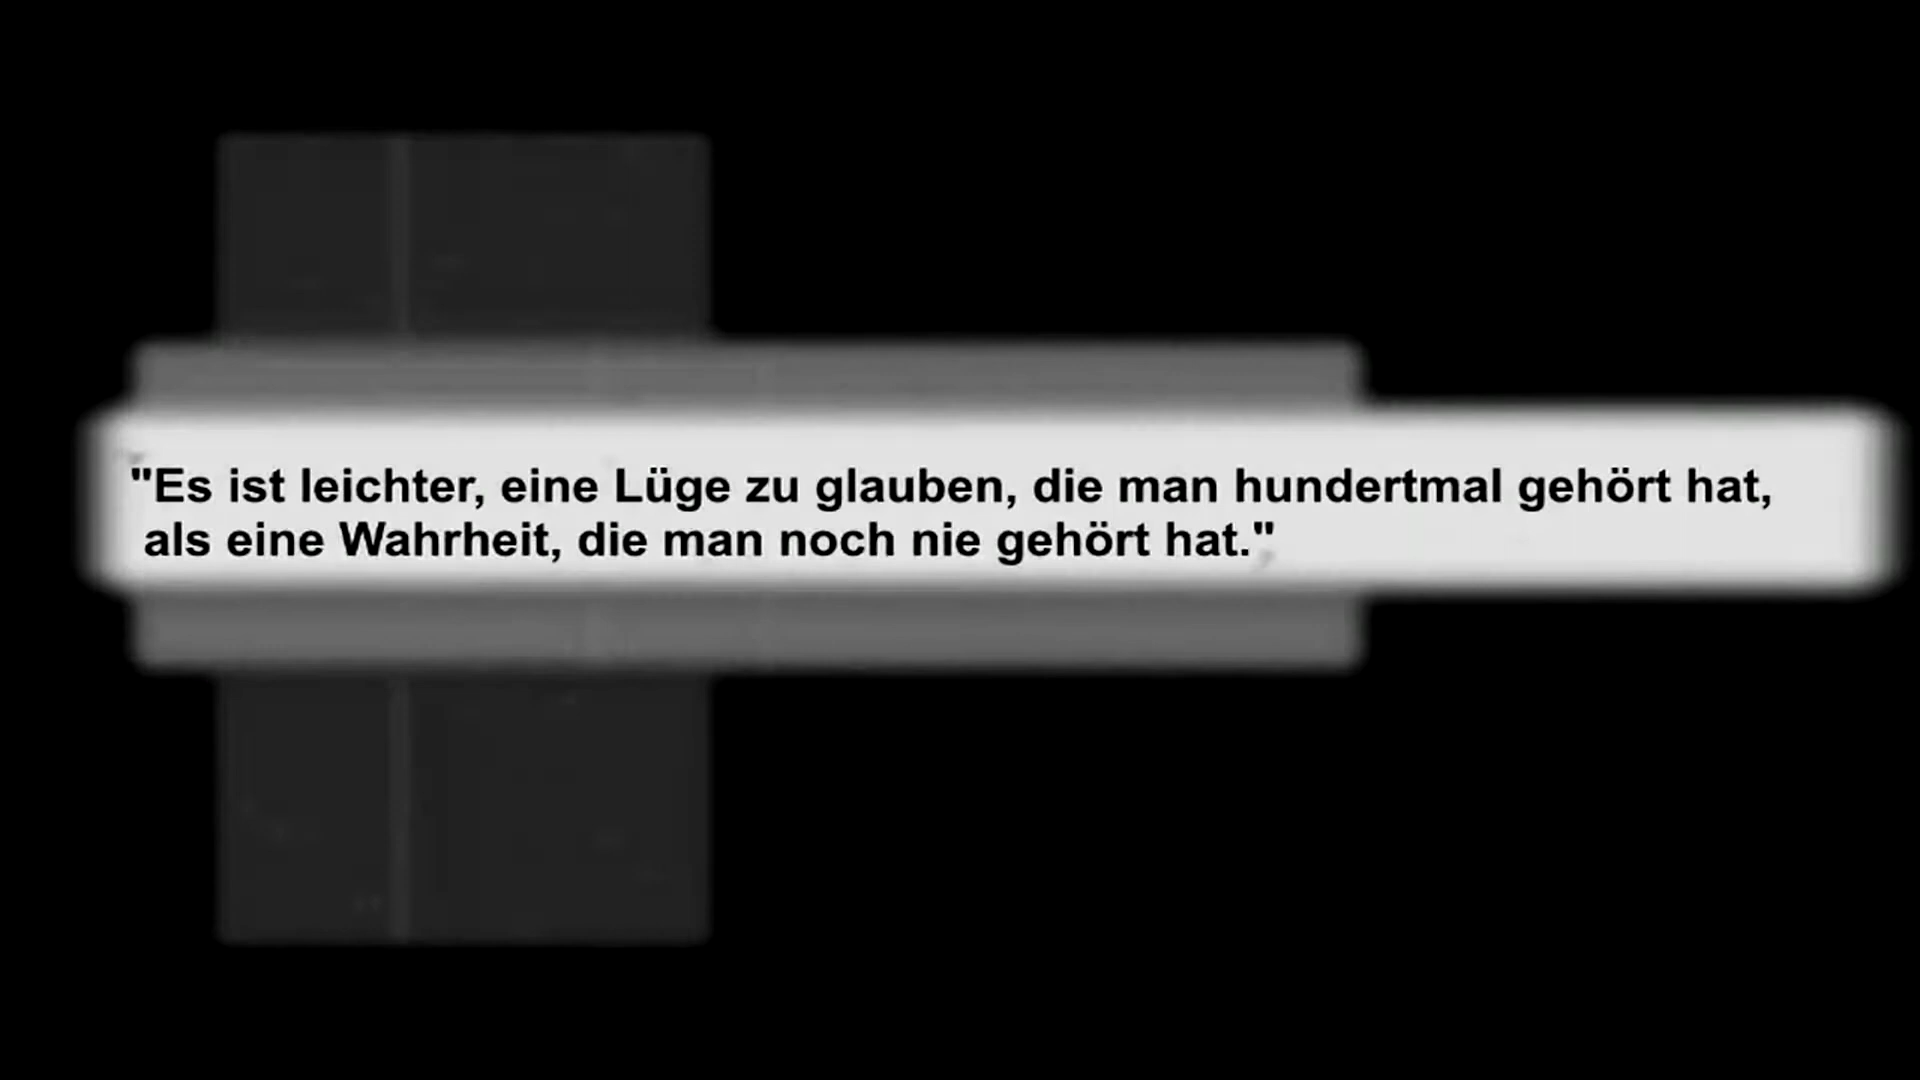 "Es ist leichter, eine Lüge zu glauben, die man hundertmal gehört hat,
als eine Wahrheit, die man noch nie gehört hat."